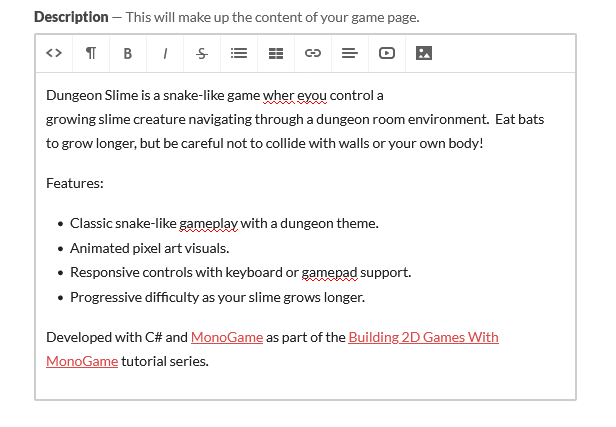 Description — This will make up the content of your game page.
Dungeon Slime is a snake-like game wher eyou control a
growing slime creature navigating through a dungeon room environment.  Eat bats
to grow longer, but be careful not to collide with walls or your own body!
Features:
• Classic snake-like gameplay with a dungeon theme.
• Animated pixel art visuals.
• Responsive controls with keyboard or gamepad support.
• Progressive difficulty as your slime grows longer.
Developed with C# and MonoGame as part of the Building 2D Games With
MonoGame tutorial series.